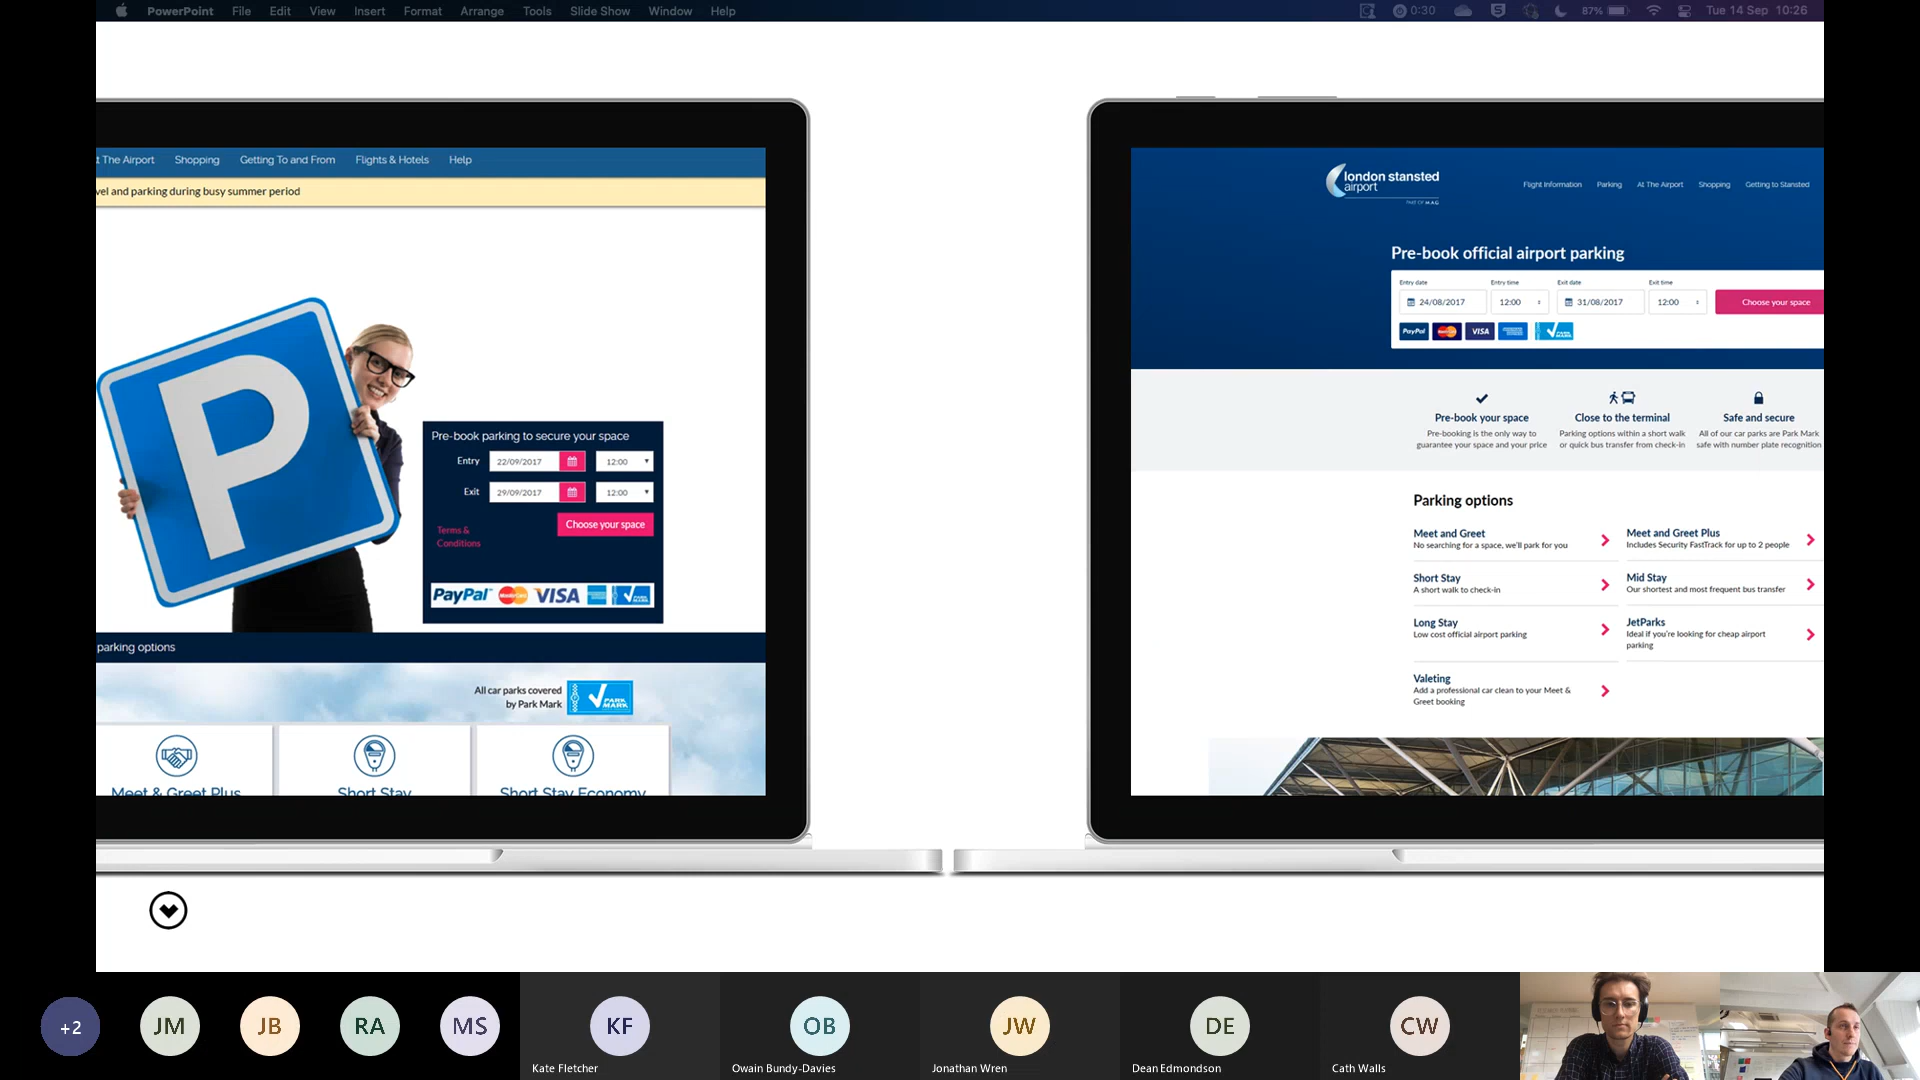 PowerPoint File Edit View Insert Format Arrange Tools Slide Show Window Help 0:30 87% Tue 14 Sep 10:26
t The Airport Shopping Getting To and From Flights & Hotels Help
vel and parking during busy summer period
P
Pre-book parking to secure your space
Entry 22/09/2017 12:00
Exit 29/09/2017 12:00
Terms &
Conditions
Choose your space
PayPal MasterCard VISA
parking options
All car parks covered
by Park Mark
PARK
MARK
Meet & Greet Plus Short Stay Short Stay Economy
london stansted
airport
PART OF M.A.G
Flight Information Parking At The Airport Shopping Getting to Stansted
Pre-book official airport parking
Entry date Entry time Exit date Exit time
24/08/2017 12:00 31/08/2017 12:00 Choose your space
PayPal MasterCard VISA
Pre-book your space
Pre-booking is the only way to
guarantee your space and your price
Close to the terminal
Parking options within a short walk
or quick bus transfer from check-in
Safe and secure
All of our car parks are Park Mark
safe with number plate recognition
Parking options
Meet and Greet
No searching for a space, we'll park for you
Meet and Greet Plus
Includes Security FastTrack for up to 2 people
Short Stay
A short walk to check-in
Mid Stay
Our shortest and most frequent bus transfer
Long Stay
Low cost official airport parking
JetParks
Ideal if you're looking for cheap airport
parking
Valeting
Add a professional car clean to your Meet &
Greet booking
+2 JM JB RA MS KF OB JW DE CW
Kate Fletcher Owain Bundy-Davies Jonathan Wren Dean Edmondson Cath Walls